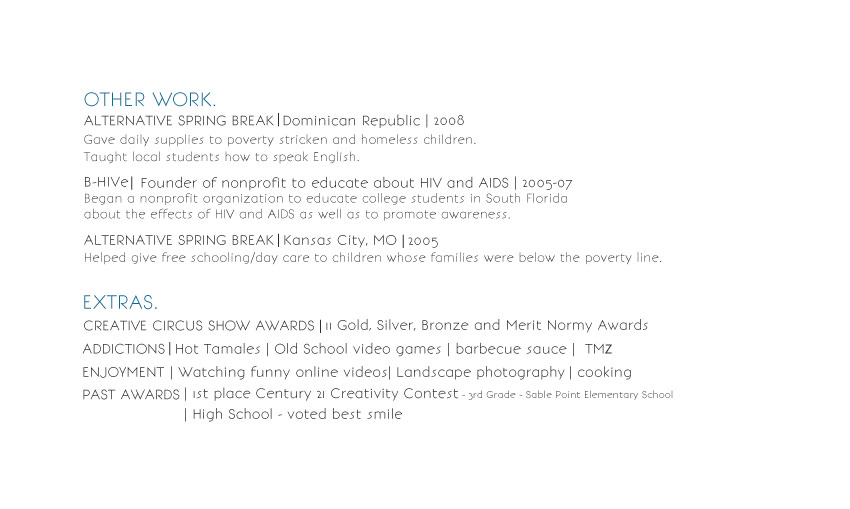 OTHER WORK.
ALTERNATIVE SPRING BREAK | Dominican Republic | 2008
Gave daily supplies to poverty stricken and homeless children.
Taught local students how to speak English.
B-HIVe | Founder of nonprofit to educate about HIV and AIDS | 2005-07
Began a nonprofit organization to educate college students in South Florida
about the effects of HIV and AIDS as well as to promote awareness.
ALTERNATIVE SPRING BREAK | Kansas City, MO | 2005
Helped give free schooling/day care to children whose families were below the poverty line.
EXTRAS.
CREATIVE CIRCUS SHOW AWARDS | 11 Gold, Silver, Bronze and Merit Normy Awards
ADDICTIONS | Hot Tamales | Old School video games | barbecue sauce | TMZ
ENJOYMENT | Watching funny online videos | Landscape photography | cooking
PAST AWARDS | 1st place Century 21 Creativity Contest - 3rd Grade - Sable Point Elementary School
| High School - voted best smile